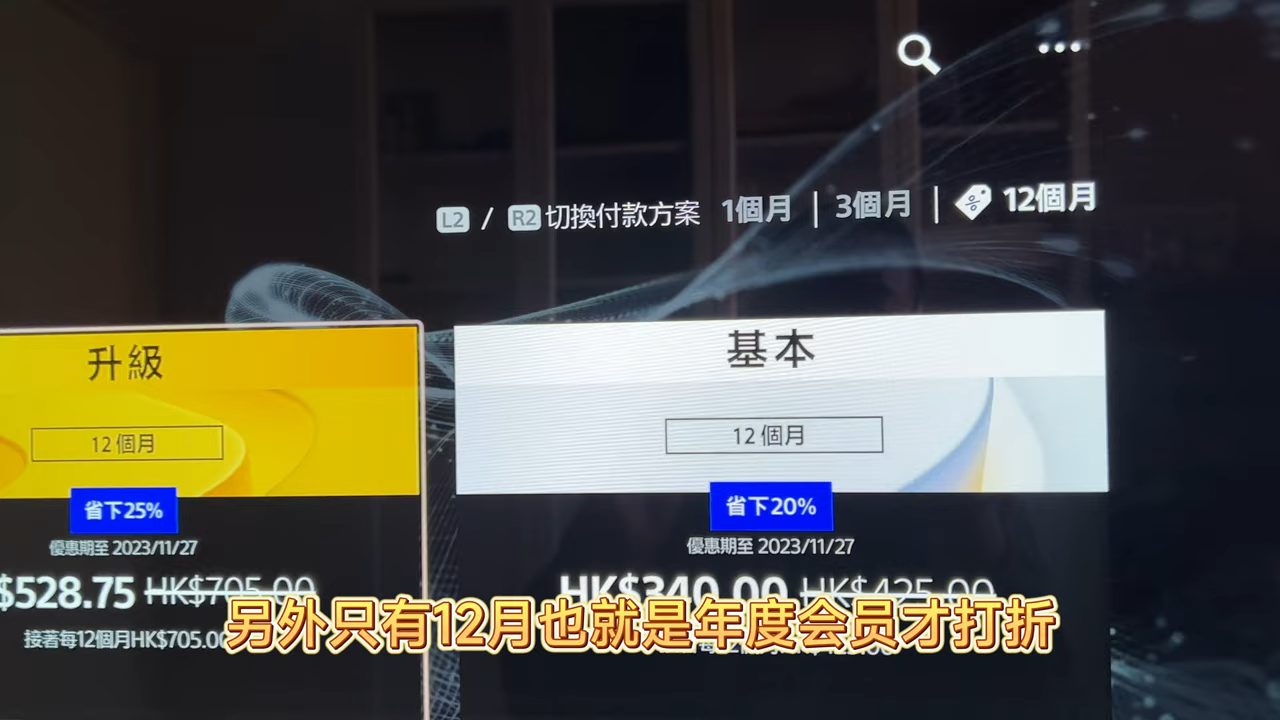 L2 / R2 切換付款方案 1個月 | 3個月 | 12個月
升級
12個月
省下25%
優惠期至 2023/11/27
$528.75 HK$705.00
接著每12個月HK$705.00
基本
12個月
省下20%
優惠期至 2023/11/27
HK$340.00 HK$425.00
另外只有12月也就是年度会员才打折